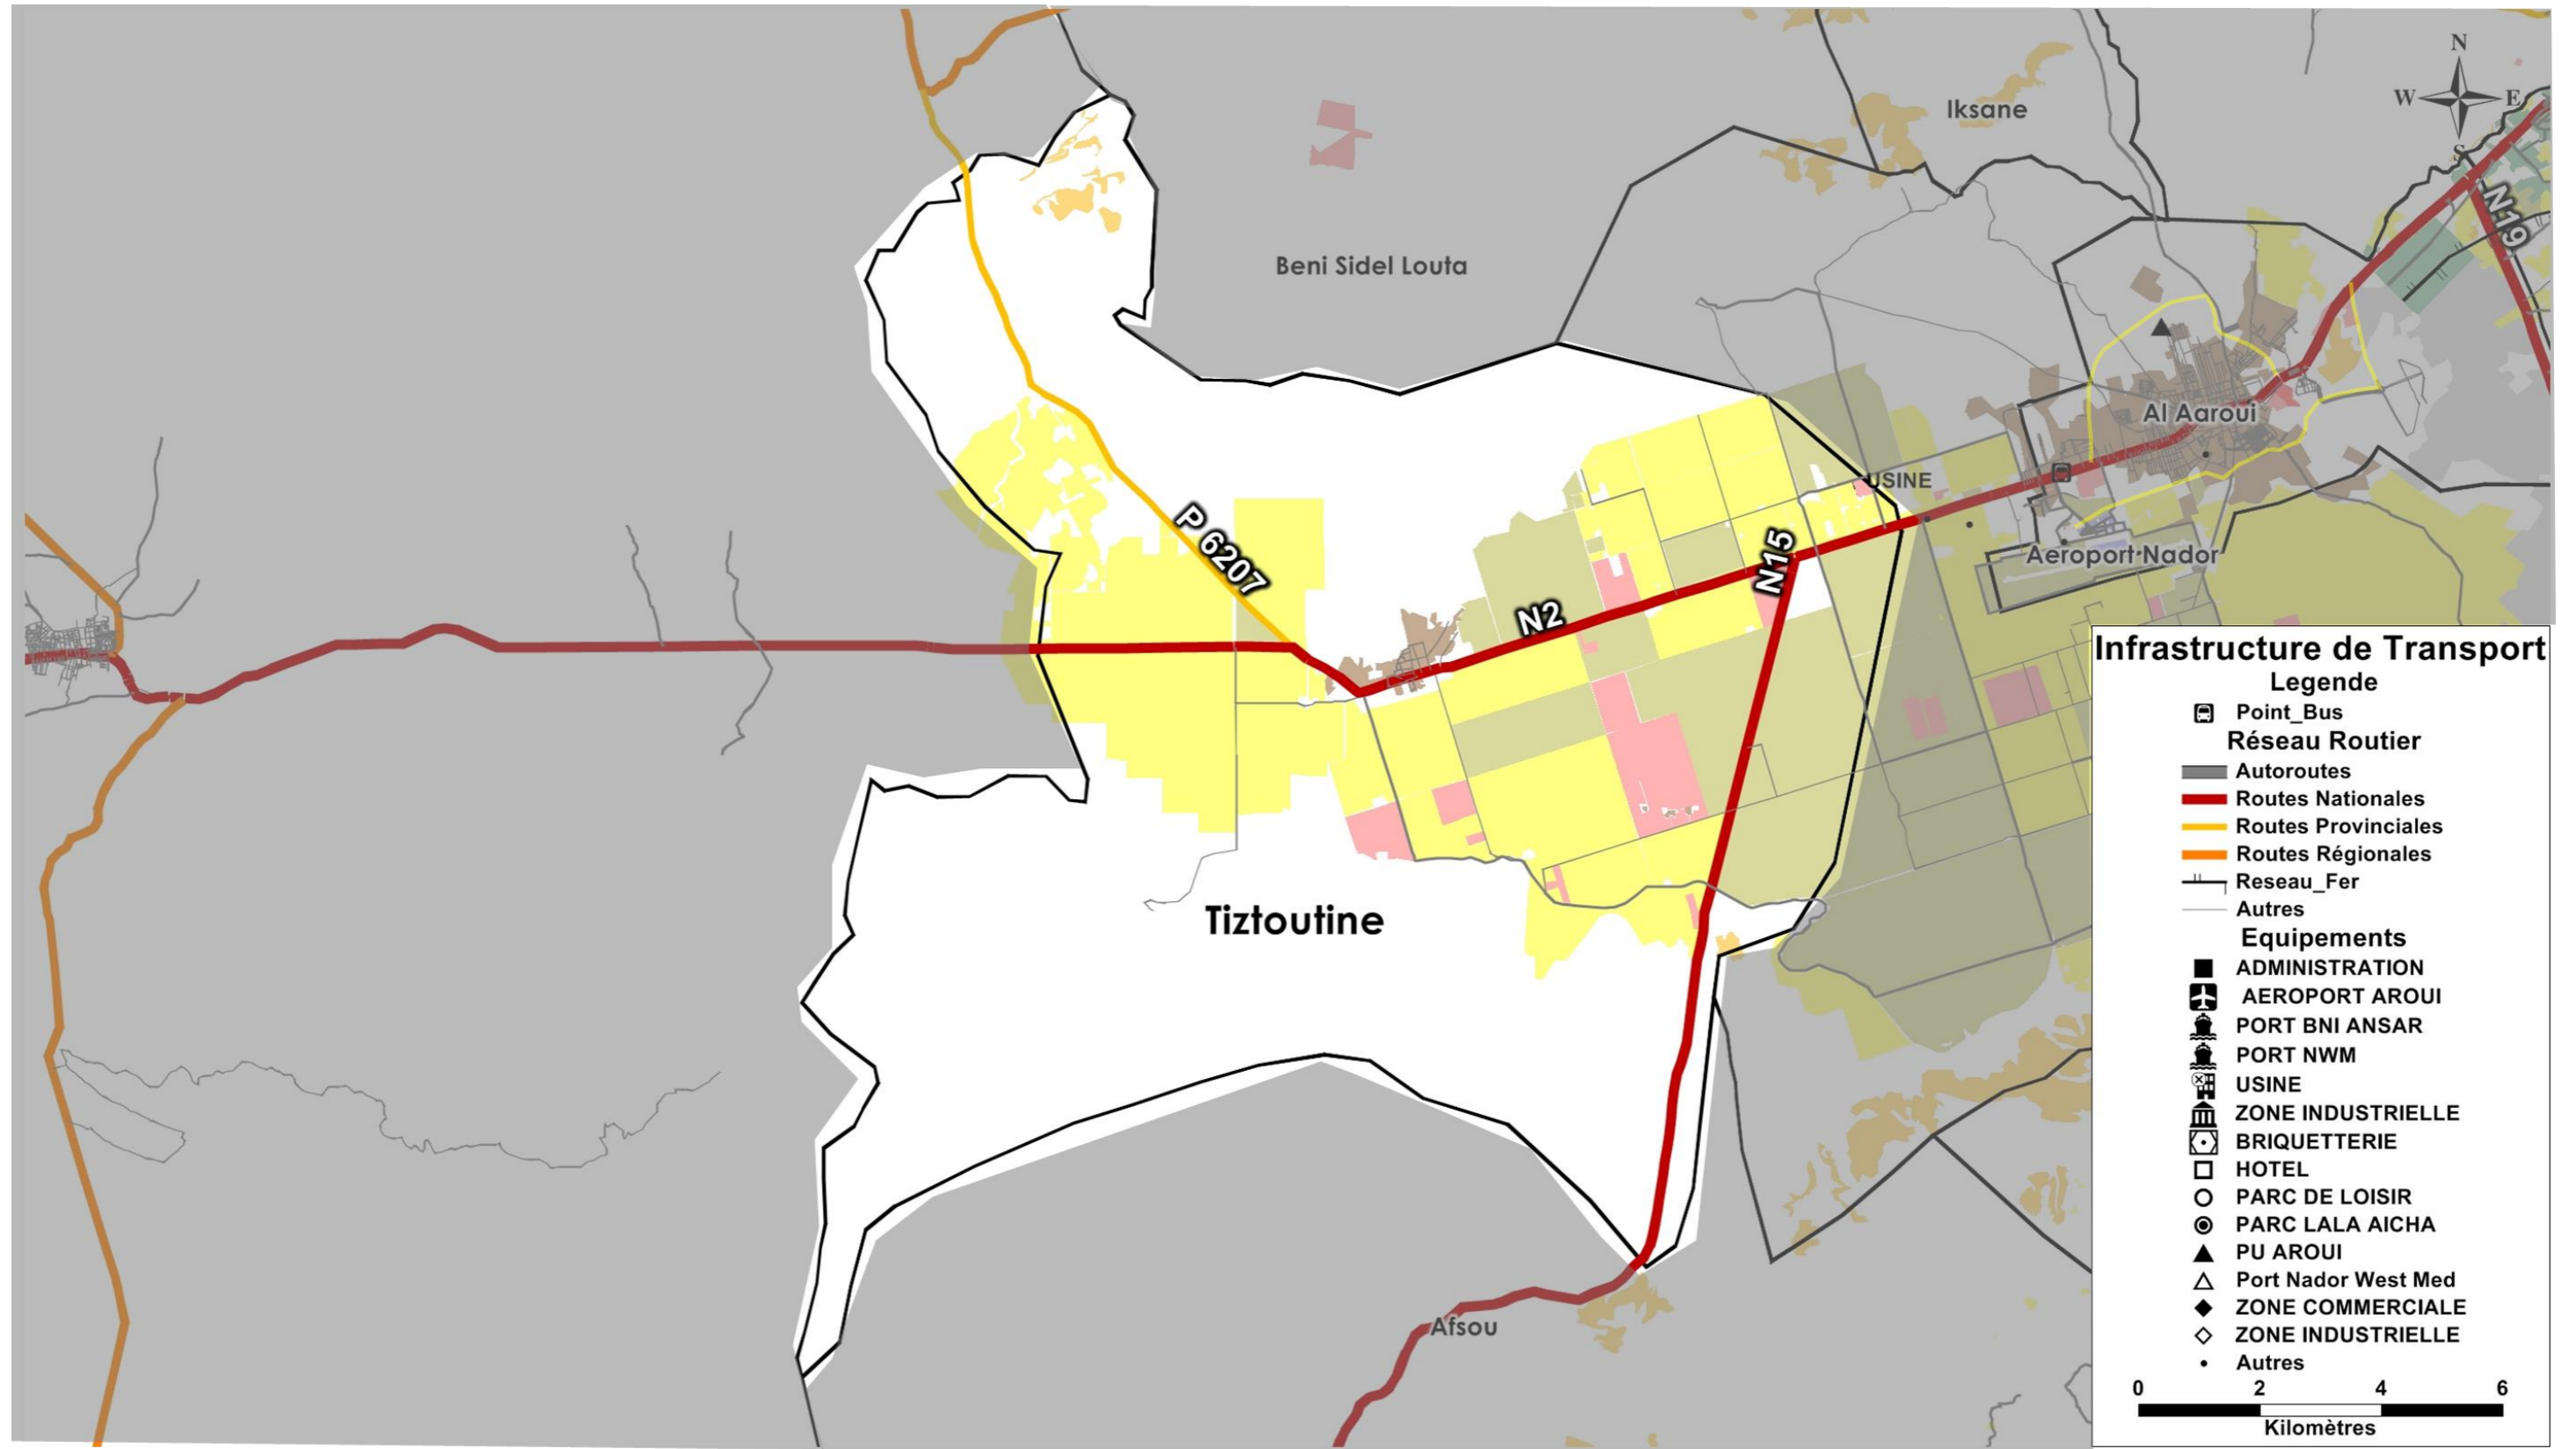 N
W E
S
Iksane
N19
Beni Sidel Louta
Al Aaroui
USINE
P 6207
N15
Aeroport Nador
N2
Tiztoutine
Afsou
Infrastructure de Transport
Legende
Point_Bus
Réseau Routier
Autoroutes
Routes Nationales
Routes Provinciales
Routes Régionales
Reseau_Fer
Autres
Equipements
ADMINISTRATION
AEROPORT AROUI
PORT BNI ANSAR
PORT NWM
USINE
ZONE INDUSTRIELLE
BRIQUETTERIE
HOTEL
PARC DE LOISIR
PARC LALA AICHA
PU AROUI
Port Nador West Med
ZONE COMMERCIALE
ZONE INDUSTRIELLE
Autres
0 2 4 6
Kilomètres